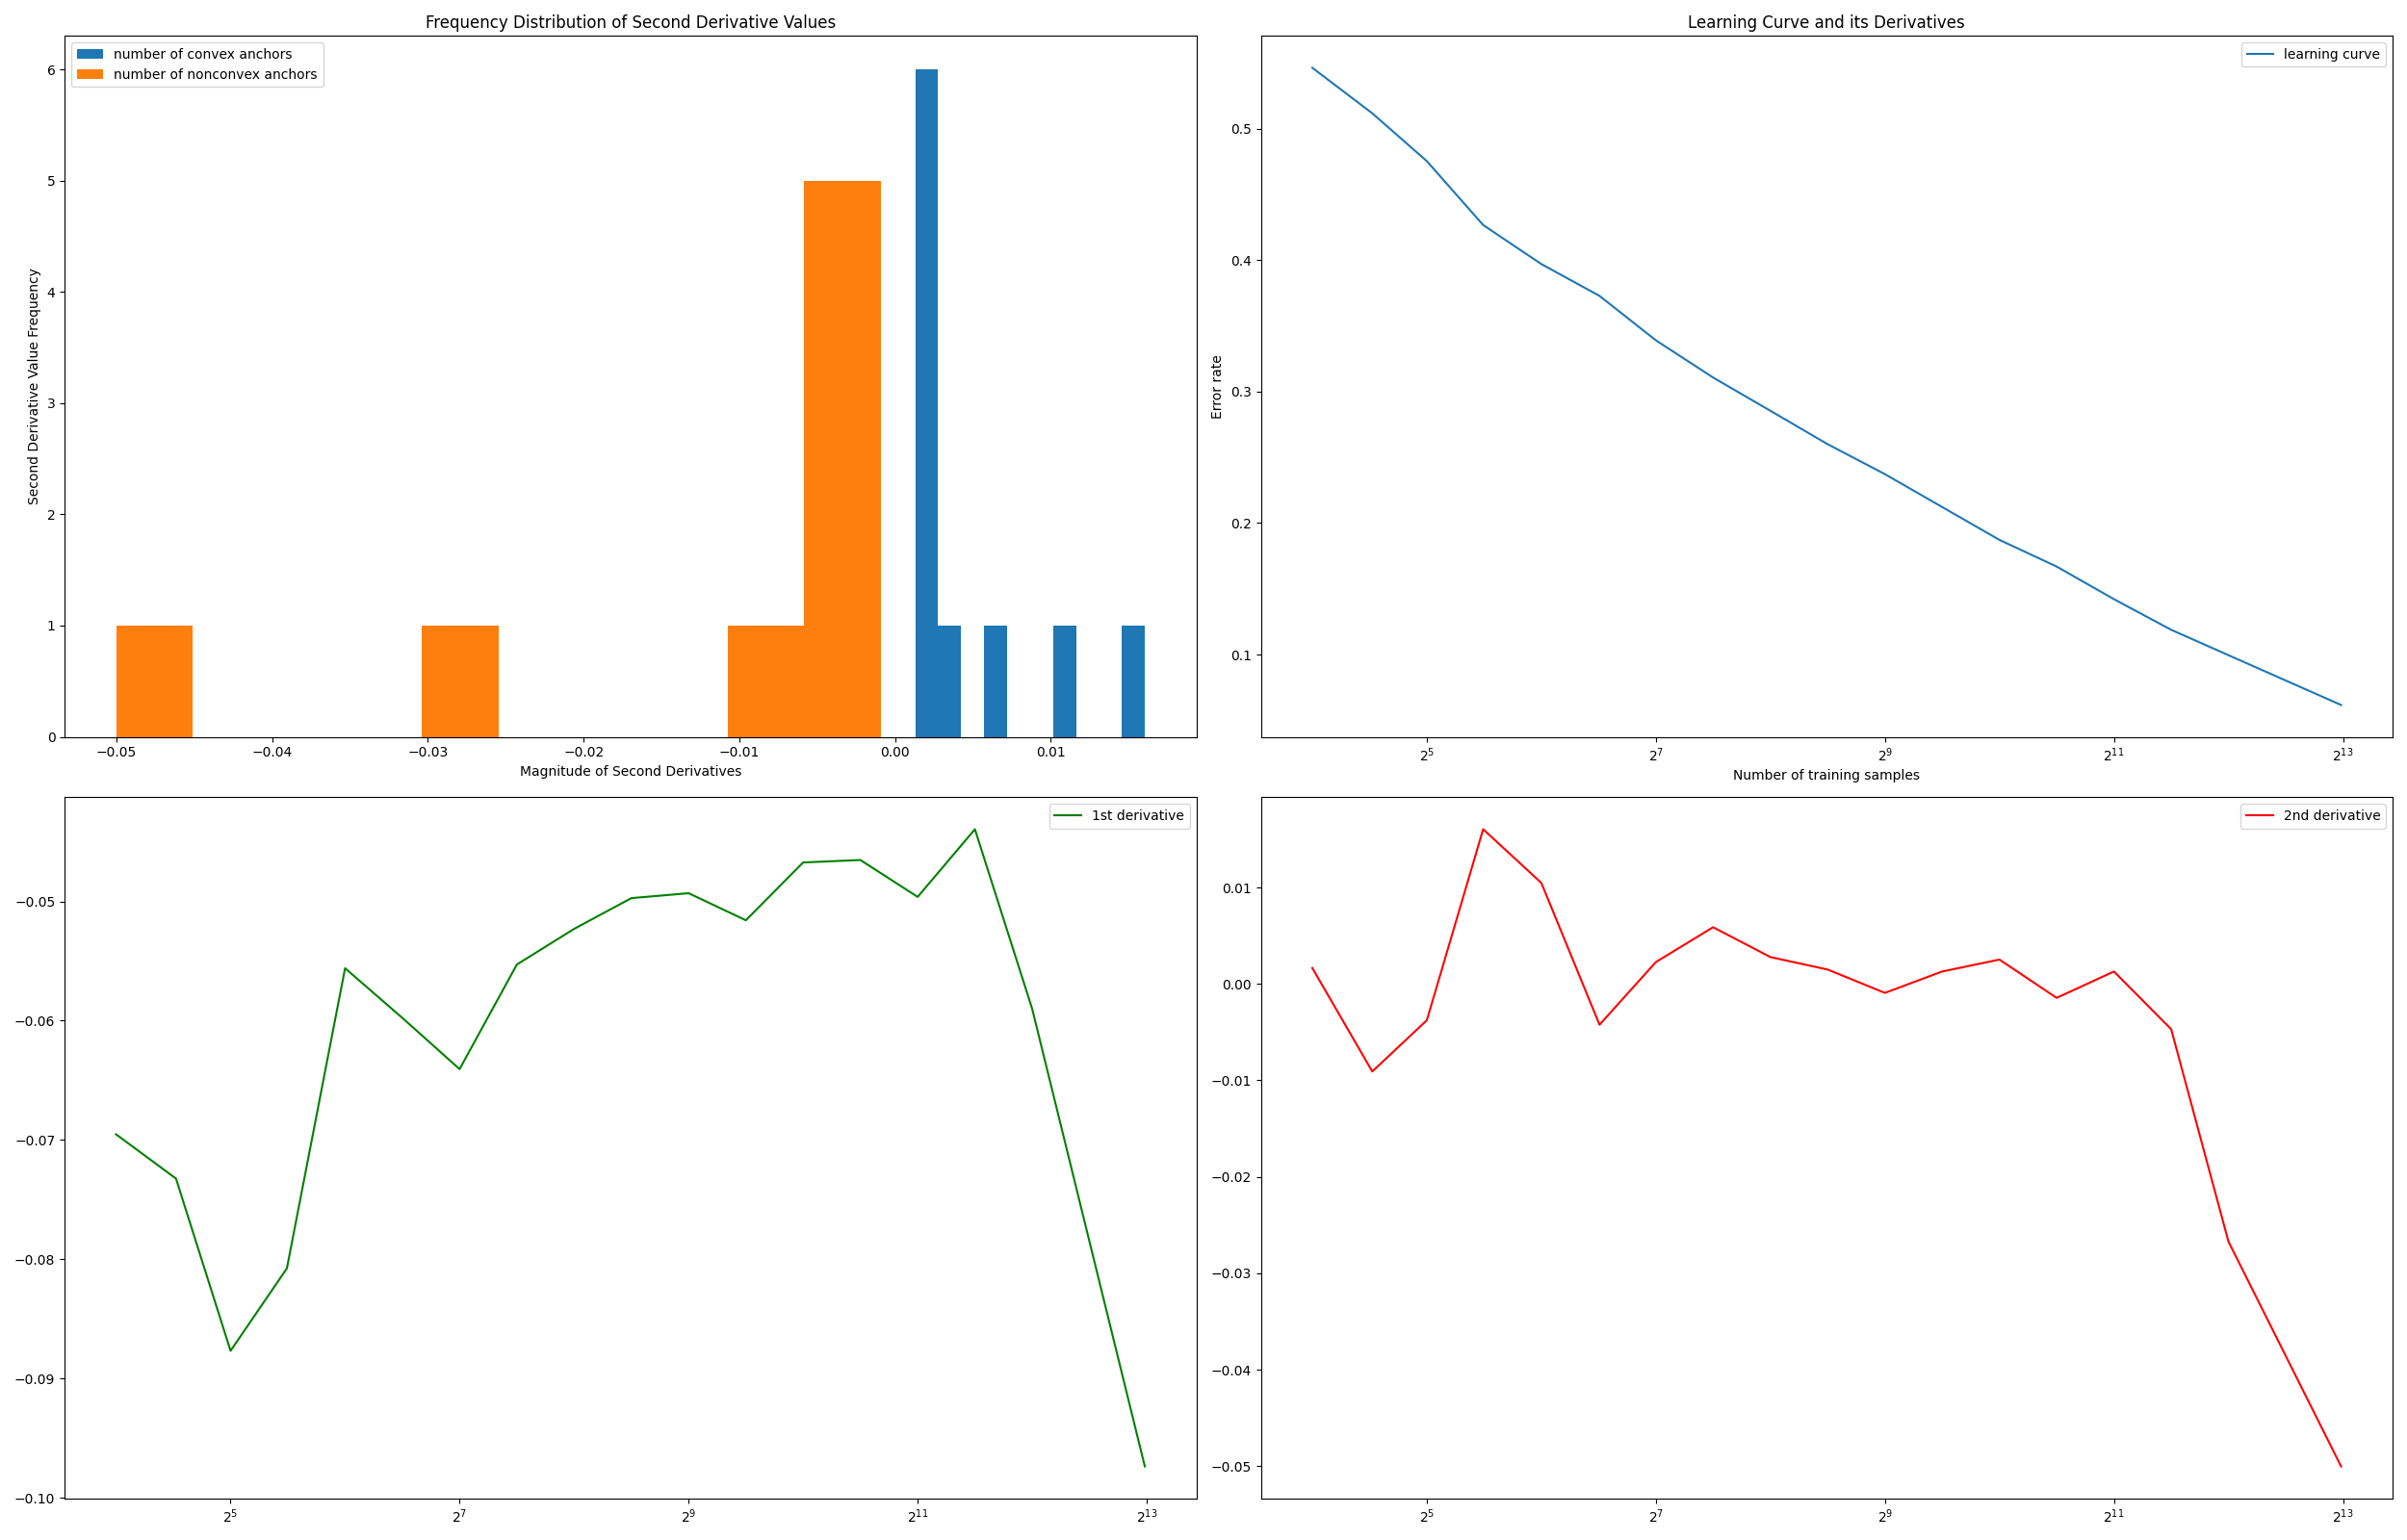 Frequency Distribution of Second Derivative Values
number of convex anchors
number of nonconvex anchors
Second Derivative Value Frequency
6
5
4
3
2
1
0
−0.05 −0.04 −0.03 −0.02 −0.01 0.00 0.01
Magnitude of Second Derivatives
Learning Curve and its Derivatives
learning curve
Error rate
0.5
0.4
0.3
0.2
0.1
2^5 2^7 2^9 2^11 2^13
Number of training samples
1st derivative
−0.05
−0.06
−0.07
−0.08
−0.09
−0.10
2^5 2^7 2^9 2^11 2^13
2nd derivative
0.01
0.00
−0.01
−0.02
−0.03
−0.04
−0.05
2^5 2^7 2^9 2^11 2^13